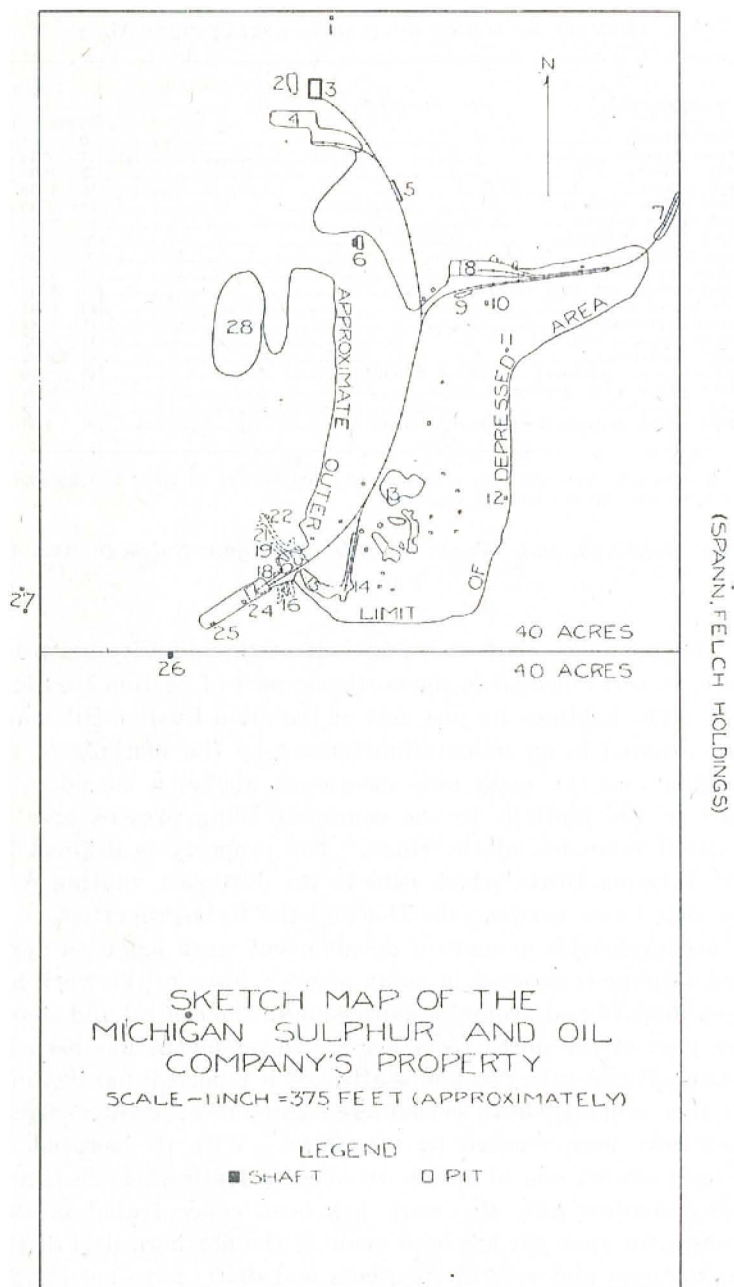 1
2
3
N
4
5
7
6
8
9
10
28
APPROXIMATE OUTER
LIMIT OF DEPRESSED AREA
11
12
13
22
21
19
18
17
15
14
16
24
25
27
26
40 ACRES
40 ACRES
(SPANN, FELCH HOLDINGS)
SKETCH MAP OF THE
MICHIGAN SULPHUR AND OIL
COMPANY'S PROPERTY
SCALE-1 INCH = 375 FEET (APPROXIMATELY)
LEGEND
SHAFT PIT